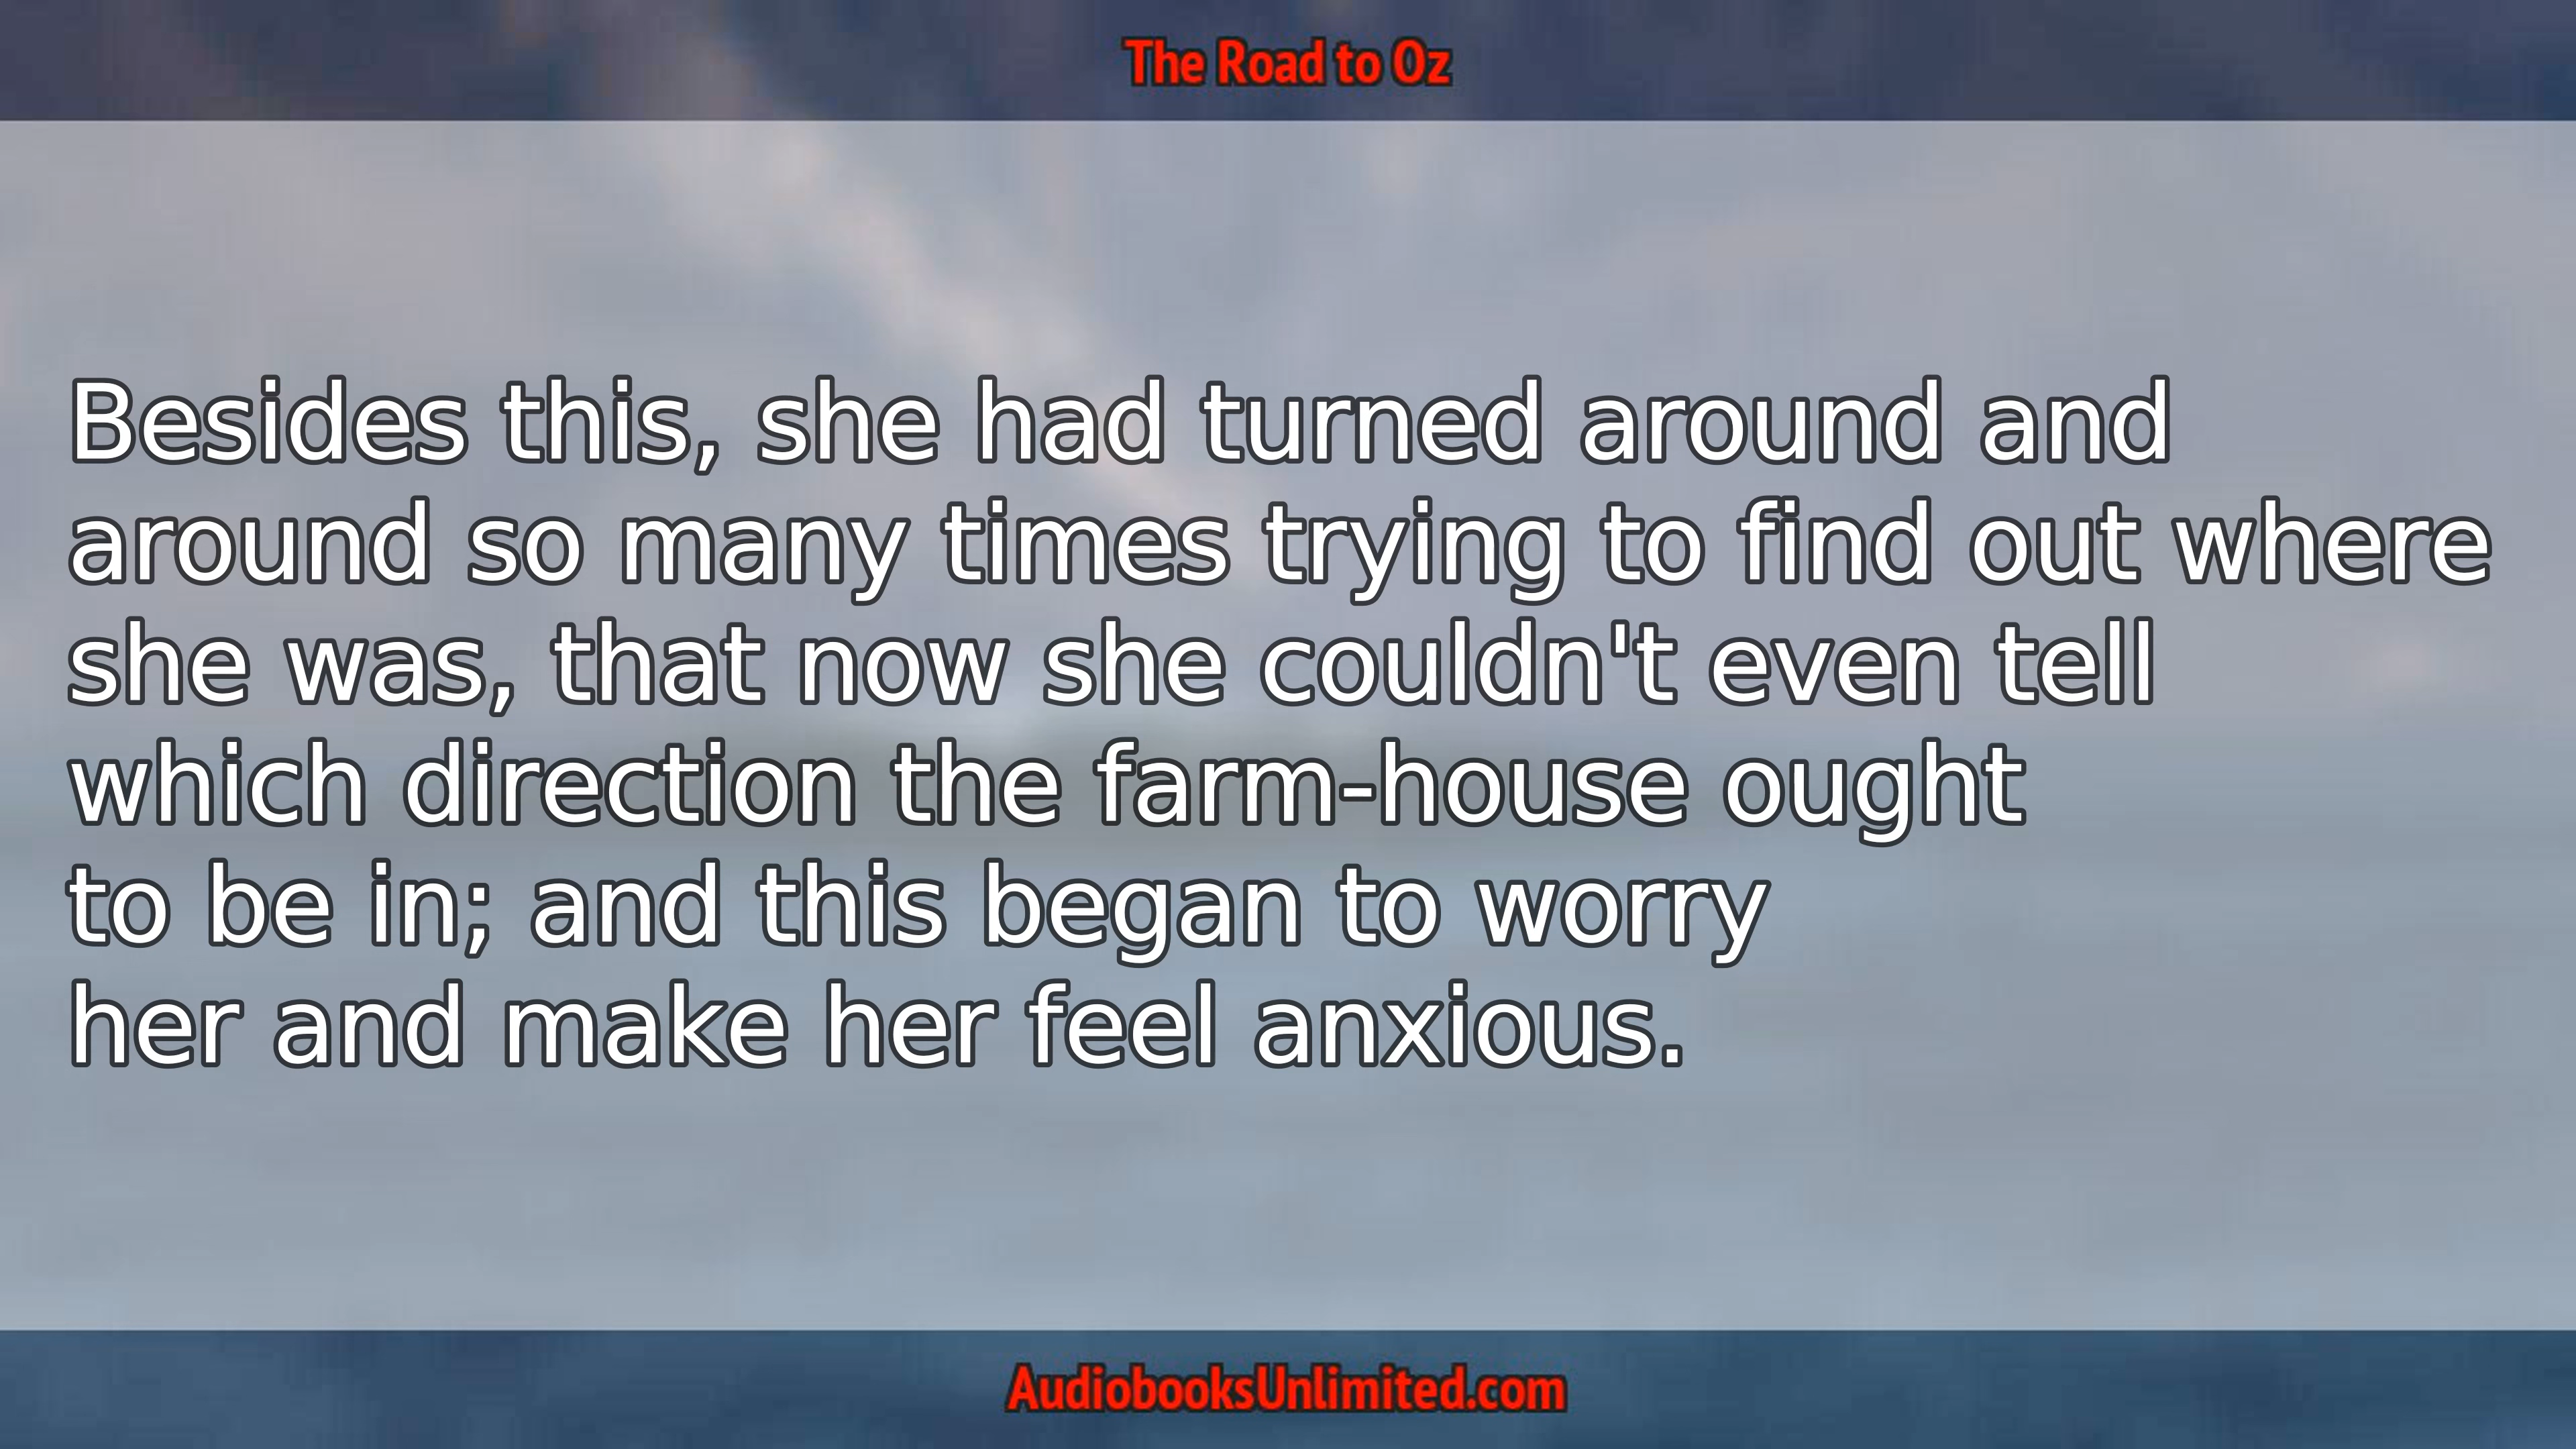 The Road to Oz
Besides this, she had turned around and
around so many times trying to find out where
she was, that now she couldn't even tell
which direction the farm-house ought
to be in; and this began to worry
her and make her feel anxious.
AudiobooksUnlimited.com